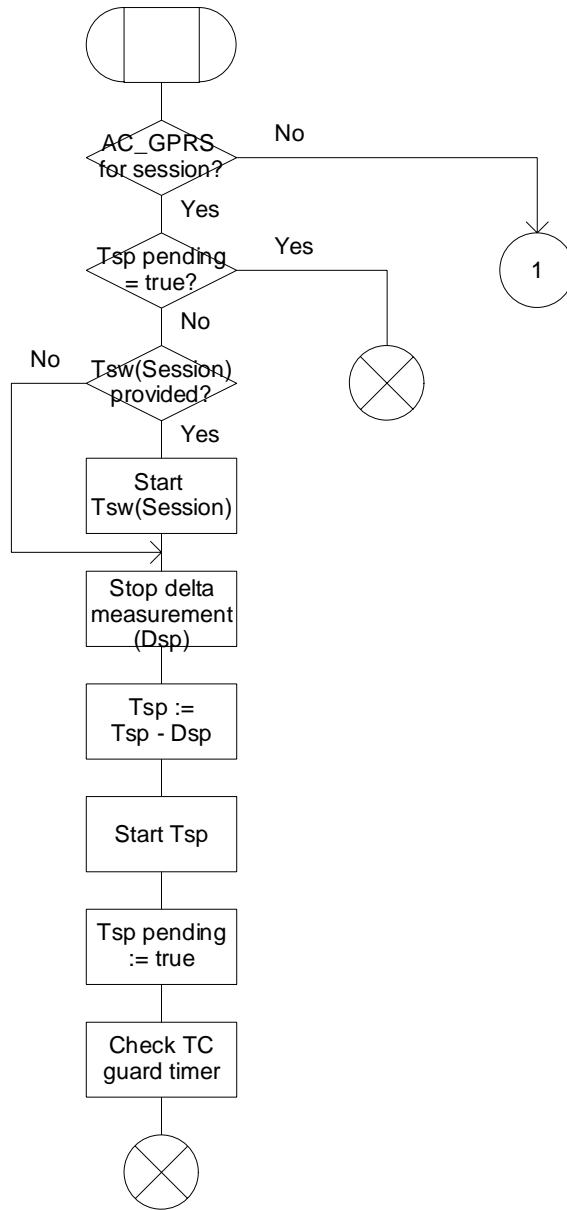 AC_GPRS
for session?
No
Yes
Tsp pending
= true?
Yes
1
No
No
Tsw(Session)
provided?
Yes
Start
Tsw(Session)
Stop delta
measurement
(Dsp)
Tsp :=
Tsp - Dsp
Start Tsp
Tsp pending
:= true
Check TC
guard timer